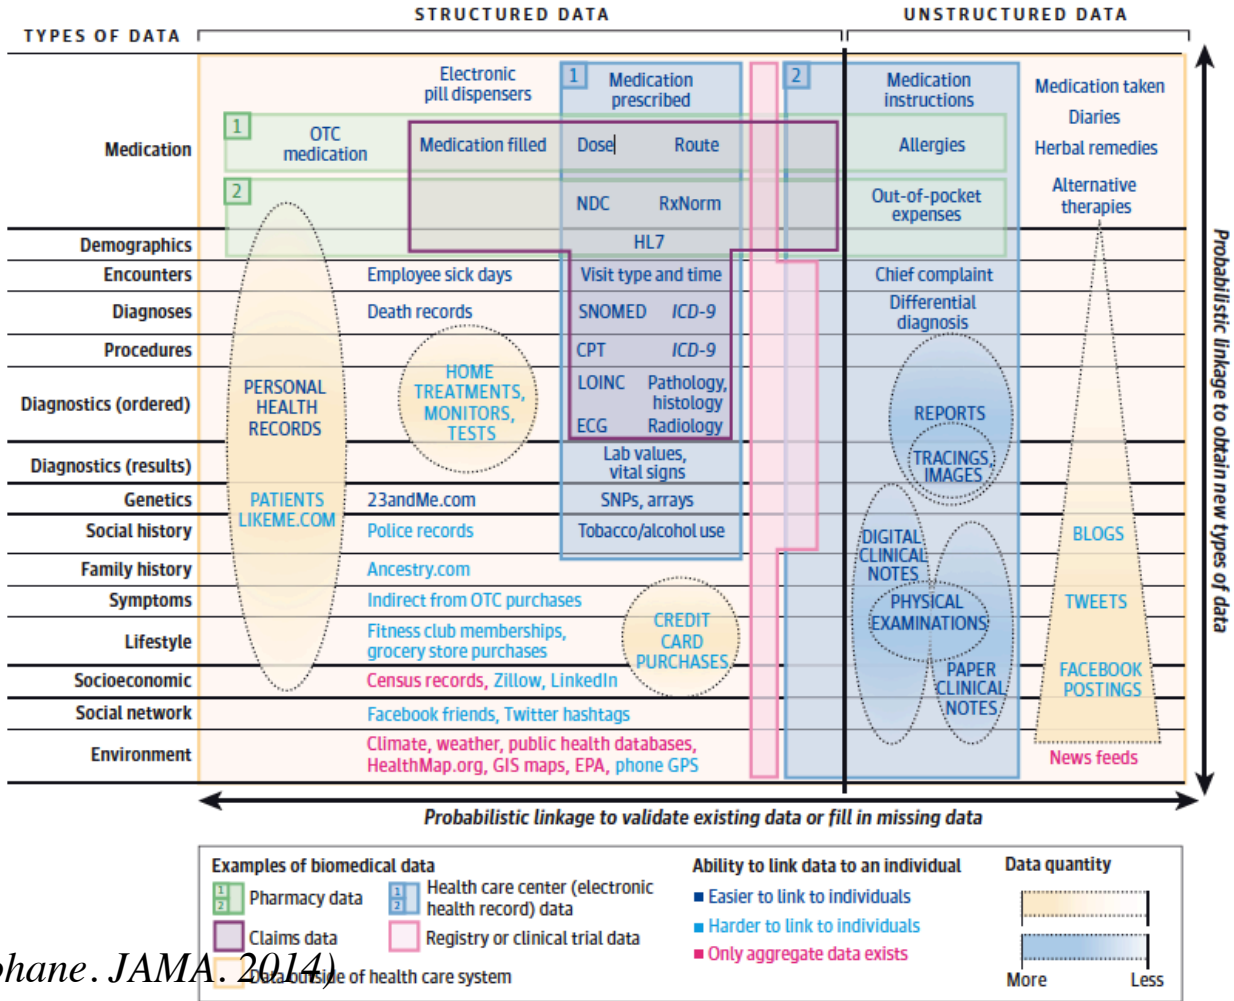 STRUCTURED DATA
UNSTRUCTURED DATA
TYPES OF DATA
Medication
Demographics
Encounters
Diagnoses
Procedures
Diagnostics (ordered)
Diagnostics (results)
Genetics
Social history
Family history
Symptoms
Lifestyle
Socioeconomic
Social network
Environment
Electronic
pill dispensers
1
Medication
prescribed
2
Medication
instructions
Medication taken
Diaries
Herbal remedies
Alternative
therapies
1
OTC
medication
Medication filled
Dose
Route
Allergies
2
NDC
RxNorm
Out-of-pocket
expenses
HL7
Employee sick days
Visit type and time
Chief complaint
Death records
SNOMED
ICD-9
Differential
diagnosis
CPT
ICD-9
PERSONAL
HEALTH
RECORDS
HOME
TREATMENTS,
MONITORS,
TESTS
LOINC
Pathology,
histology
ECG
Radiology
REPORTS
TRACINGS,
IMAGES
Lab values,
vital signs
PATIENTS
LIKEME.COM
23andMe.com
SNPs, arrays
Police records
Tobacco/alcohol use
DIGITAL
CLINICAL
NOTES
BLOGS
Ancestry.com
Indirect from OTC purchases
PHYSICAL
EXAMINATIONS
TWEETS
Fitness club memberships,
grocery store purchases
CREDIT
CARD
PURCHASES
Census records, Zillow, LinkedIn
PAPER
CLINICAL
NOTES
FACEBOOK
POSTINGS
Facebook friends, Twitter hashtags
Climate, weather, public health databases,
HealthMap.org, GIS maps, EPA, phone GPS
News feeds
Probabilistic linkage to obtain new types of data
Probabilistic linkage to validate existing data or fill in missing data
Examples of biomedical data
1
2
Pharmacy data
1
2
Health care center (electronic
health record) data
Claims data
Registry or clinical trial data
Data outside of health care system
Ability to link data to an individual
Easier to link to individuals
Harder to link to individuals
Only aggregate data exists
Data quantity
More
Less
phane. JAMA. 2014)